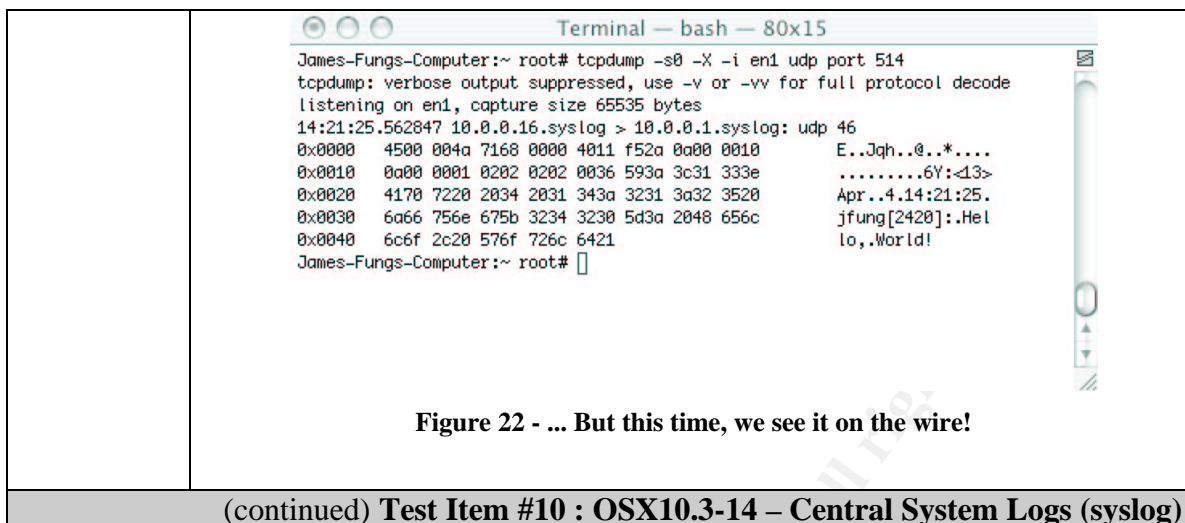 Terminal — bash — 80x15
James-Fungs-Computer:~ root# tcpdump -s0 -X -i en1 udp port 514
tcpdump: verbose output suppressed, use -v or -vv for full protocol decode
listening on en1, capture size 65535 bytes
14:21:25.562847 10.0.0.16.syslog > 10.0.0.1.syslog: udp 46
0x0000 4500 004a 7168 0000 4011 f52a 0a00 0010 E..Jqh..@..*....
0x0010 0a00 0001 0202 0202 0036 593a 3c31 333e .........6Y:<13>
0x0020 4170 7220 2034 2031 343a 3231 3a32 3520 Apr..4.14:21:25.
0x0030 6a66 756e 675b 3234 3230 5d3a 2048 656c jfung[2420]:.Hel
0x0040 6c6f 2c20 576f 726c 6421 lo,.World!
James-Fungs-Computer:~ root#
Figure 22 - ... But this time, we see it on the wire!
(continued) Test Item #10 : OSX10.3-14 – Central System Logs (syslog)